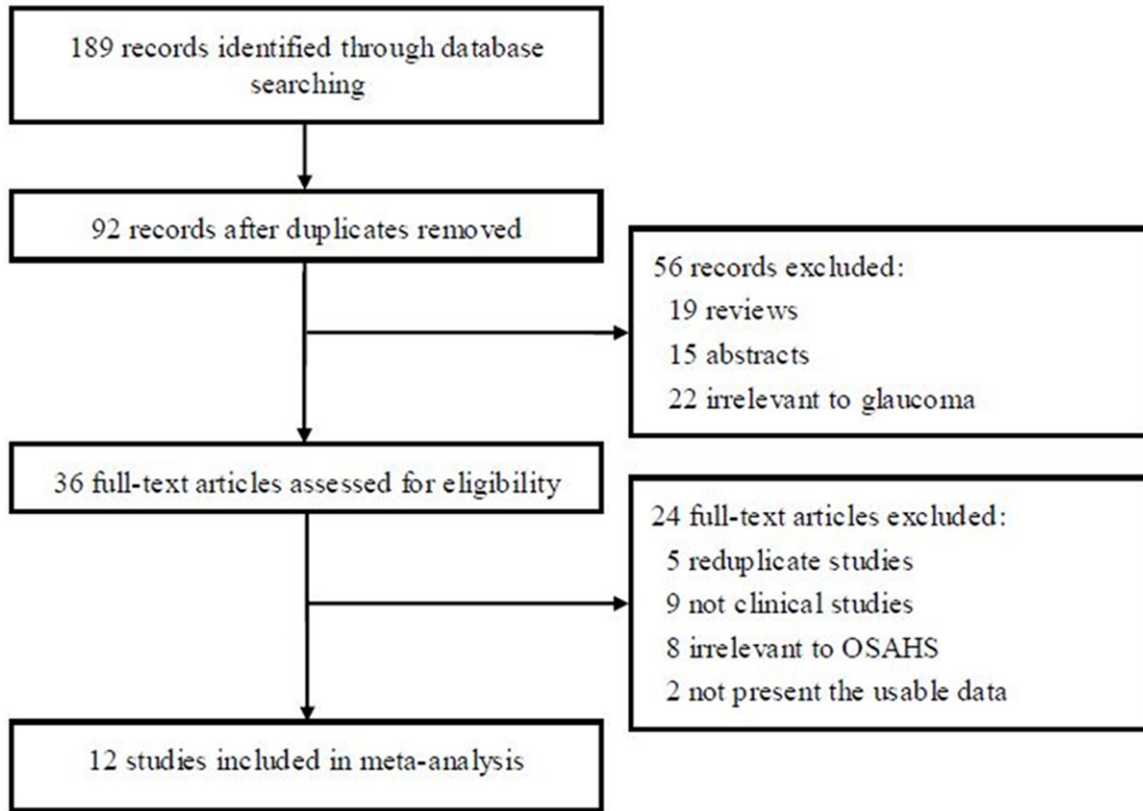 189 records identified through database
searching
92 records after duplicates removed
56 records excluded:
19 reviews
15 abstracts
22 irrelevant to glaucoma
36 full-text articles assessed for eligibility
24 full-text articles excluded:
5 reduplicate studies
9 not clinical studies
8 irrelevant to OSAHS
2 not present the usable data
12 studies included in meta-analysis